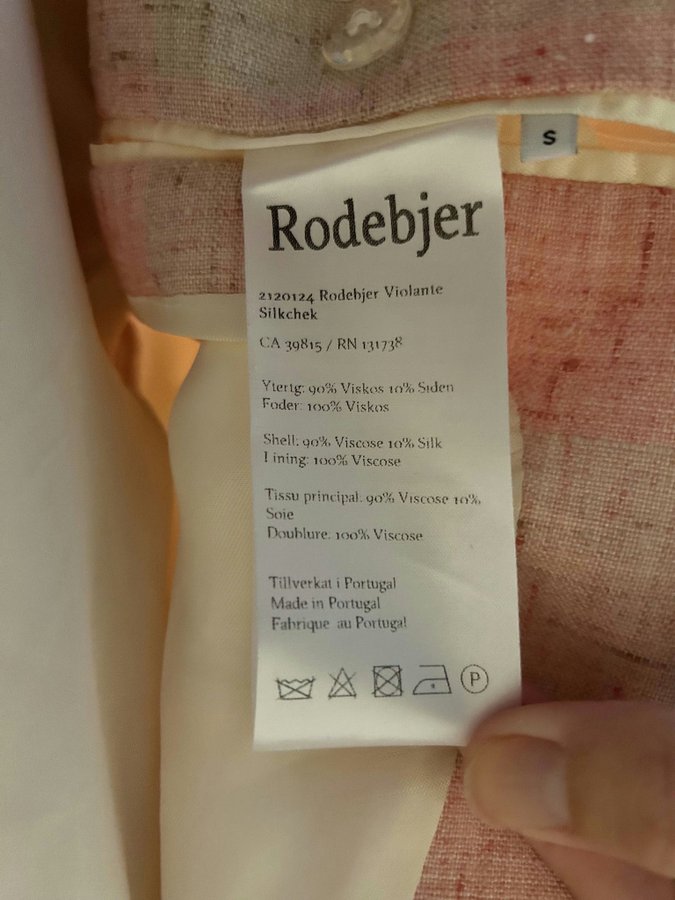 S
Rodebjer
2120124 Rodebjer Violante
Silkchek
CA 39815 / RN 131738
Ytertg: 90% Viskos 10% Siden
Foder: 100% Viskos
Shell: 90% Viscose 10% Silk
Lining: 100% Viscose
Tissu principal: 90% Viscose 10%
Soie
Doublure: 100% Viscose
Tillverkat i Portugal
Made in Portugal
Fabrique au Portugal
P